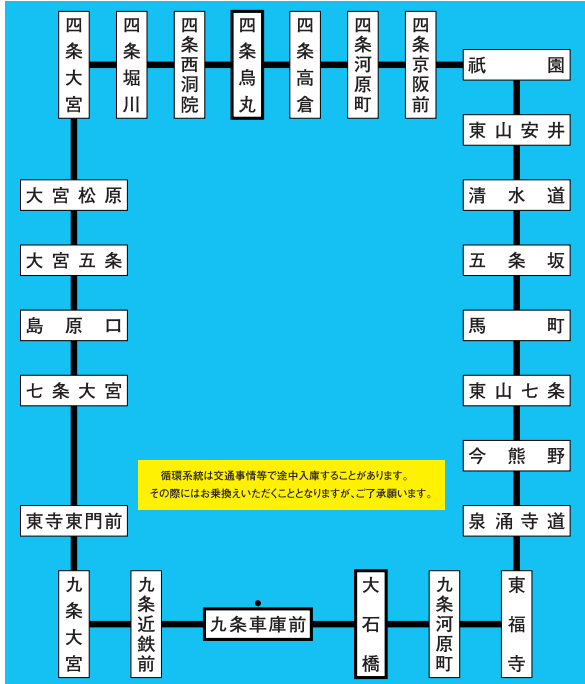 四条大宮
四条堀川
四条西洞院
四条烏丸
四条高倉
四条河原町
四条京阪前
祇園
東山安井
清水道
五条坂
馬町
東山七条
今熊野
泉涌寺道
東福寺
九条河原町
大石橋
九条車庫前
九条近鉄前
九条大宮
東寺東門前
七条大宮
島原口
大宮五条
大宮松原
循環系統は交通事情等で途中入庫することがあります。
その際にはお乗換えいただくこととなりますが、ご了承願います。